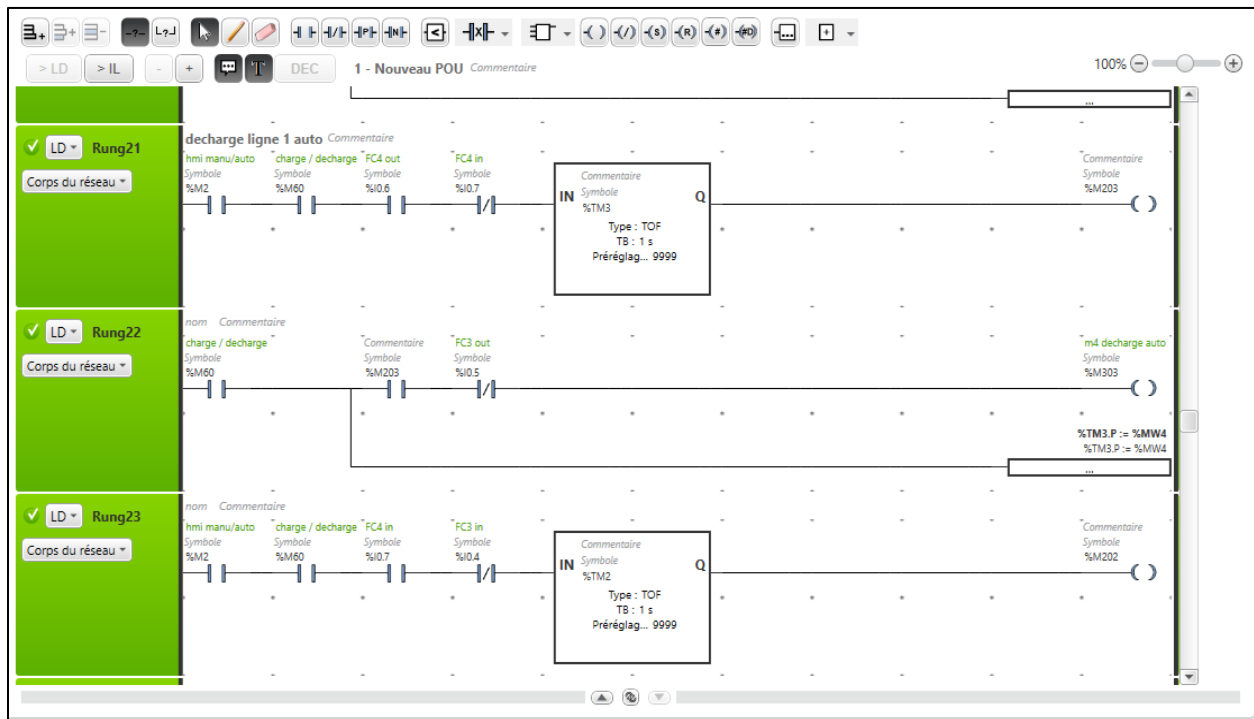 > LD > IL - + T DEC 1 - Nouveau POU Commentaire 100%
...
LD Rung21
Corps du réseau
decharge ligne 1 auto Commentaire
hmi manu/auto charge / decharge FC4 out FC4 in Commentaire
Symbole Symbole Symbole Symbole Symbole
%M2 %M60 %I0.6 %I0.7 %M203
Commentaire
IN Symbole Q
%TM3
Type : TOF
TB : 1 s
Préréglag... 9999
LD Rung22
Corps du réseau
nom Commentaire
charge / decharge Commentaire FC3 out m4 decharge auto
Symbole Symbole Symbole Symbole
%M60 %M203 %I0.5 %M303
%TM3.P := %MW4
%TM3.P := %MW4
...
LD Rung23
Corps du réseau
nom Commentaire
hmi manu/auto charge / decharge FC4 in FC3 in Commentaire
Symbole Symbole Symbole Symbole Symbole
%M2 %M60 %I0.7 %I0.4 %M202
Commentaire
IN Symbole Q
%TM2
Type : TOF
TB : 1 s
Préréglag... 9999